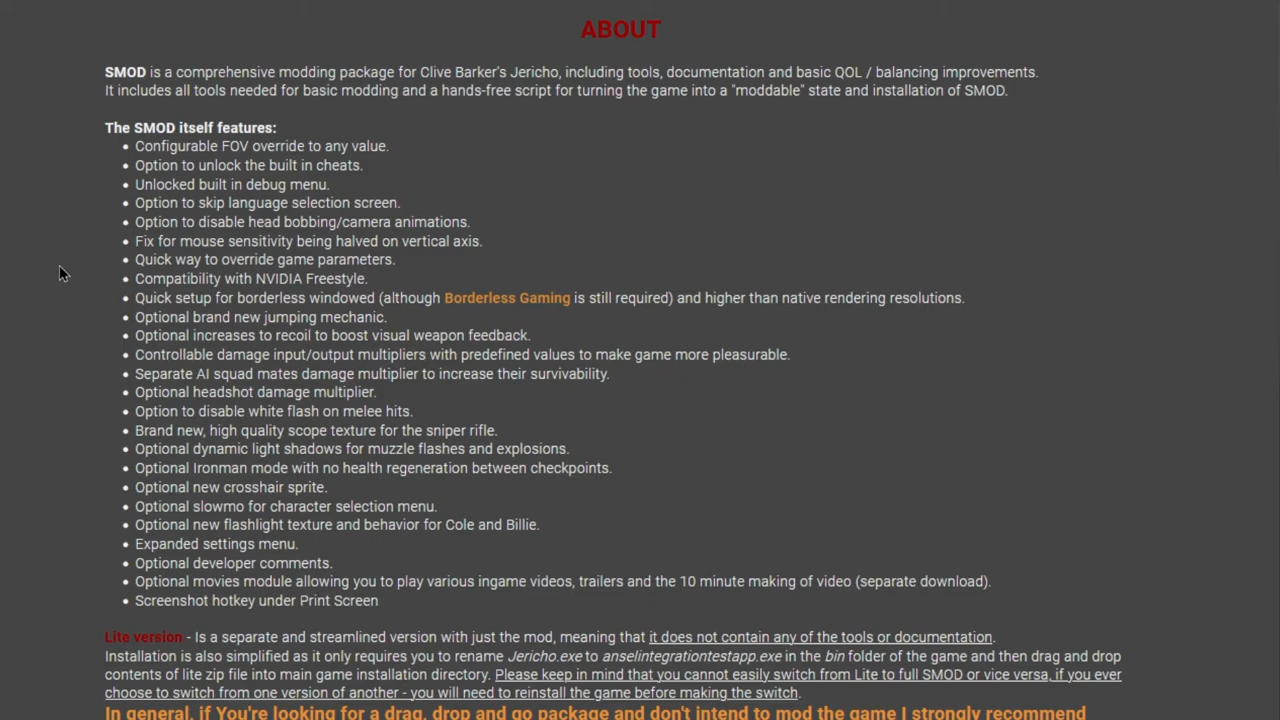 ABOUT
SMOD is a comprehensive modding package for Clive Barker's Jericho, including tools, documentation and basic QOL / balancing improvements.
It includes all tools needed for basic modding and a hands-free script for turning the game into a "moddable" state and installation of SMOD.
The SMOD itself features:
• Configurable FOV override to any value.
• Option to unlock the built in cheats.
• Unlocked built in debug menu.
• Option to skip language selection screen.
• Option to disable head bobbing/camera animations.
• Fix for mouse sensitivity being halved on vertical axis.
• Quick way to override game parameters.
• Compatibility with NVIDIA Freestyle.
• Quick setup for borderless windowed (although Borderless Gaming is still required) and higher than native rendering resolutions.
• Optional brand new jumping mechanic.
• Optional increases to recoil to boost visual weapon feedback.
• Controllable damage input/output multipliers with predefined values to make game more pleasurable.
• Separate AI squad mates damage multiplier to increase their survivability.
• Optional headshot damage multiplier.
• Option to disable white flash on melee hits.
• Brand new, high quality scope texture for the sniper rifle.
• Optional dynamic light shadows for muzzle flashes and explosions.
• Optional Ironman mode with no health regeneration between checkpoints.
• Optional new crosshair sprite.
• Optional slowmo for character selection menu.
• Optional new flashlight texture and behavior for Cole and Billie.
• Expanded settings menu.
• Optional developer comments.
• Optional movies module allowing you to play various ingame videos, trailers and the 10 minute making of video (separate download).
• Screenshot hotkey under Print Screen
Lite version - Is a separate and streamlined version with just the mod, meaning that it does not contain any of the tools or documentation.
Installation is also simplified as it only requires you to rename Jericho.exe to anselintegrationtestapp.exe in the bin folder of the game and then drag and drop
contents of lite zip file into main game installation directory. Please keep in mind that you cannot easily switch from Lite to full SMOD or vice versa, if you ever
choose to switch from one version of another - you will need to reinstall the game before making the switch.
In general, if You're looking for a drag, drop and go package and don't intend to mod the game I strongly recommend